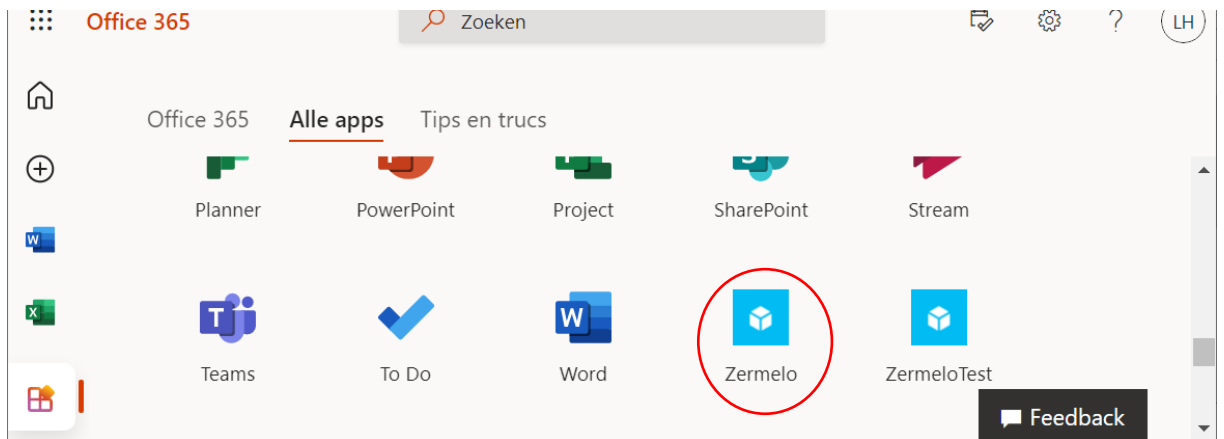 Office 365
Zoeken
?
LH
Office 365 Alle apps Tips en trucs
Planner PowerPoint Project SharePoint Stream
Teams To Do Word Zermelo ZermeloTest
Feedback